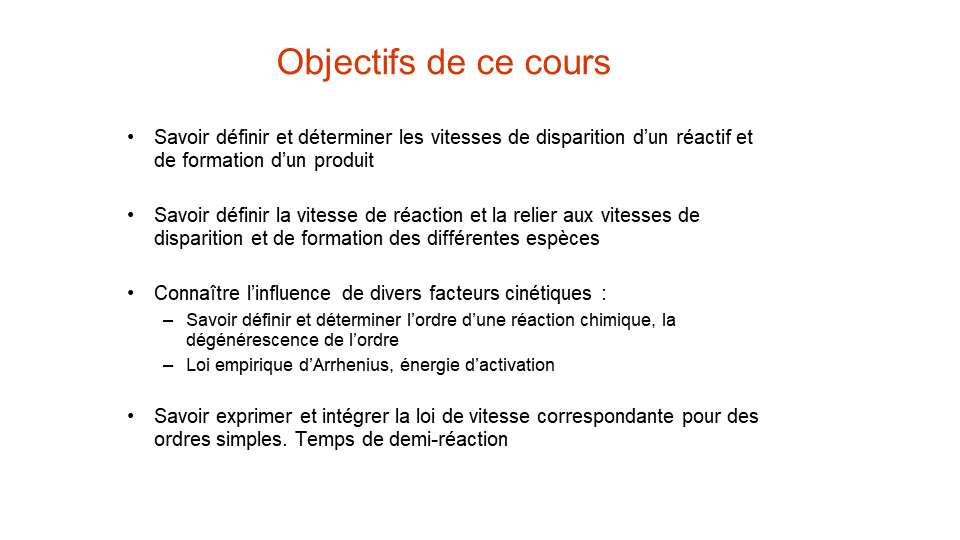 Objectifs de ce cours
• Savoir définir et déterminer les vitesses de disparition d’un réactif et
de formation d’un produit
• Savoir définir la vitesse de réaction et la relier aux vitesses de
disparition et de formation des différentes espèces
• Connaître l’influence de divers facteurs cinétiques :
– Savoir définir et déterminer l’ordre d’une réaction chimique, la
dégénérescence de l’ordre
– Loi empirique d’Arrhenius, énergie d’activation
• Savoir exprimer et intégrer la loi de vitesse correspondante pour des
ordres simples. Temps de demi-réaction